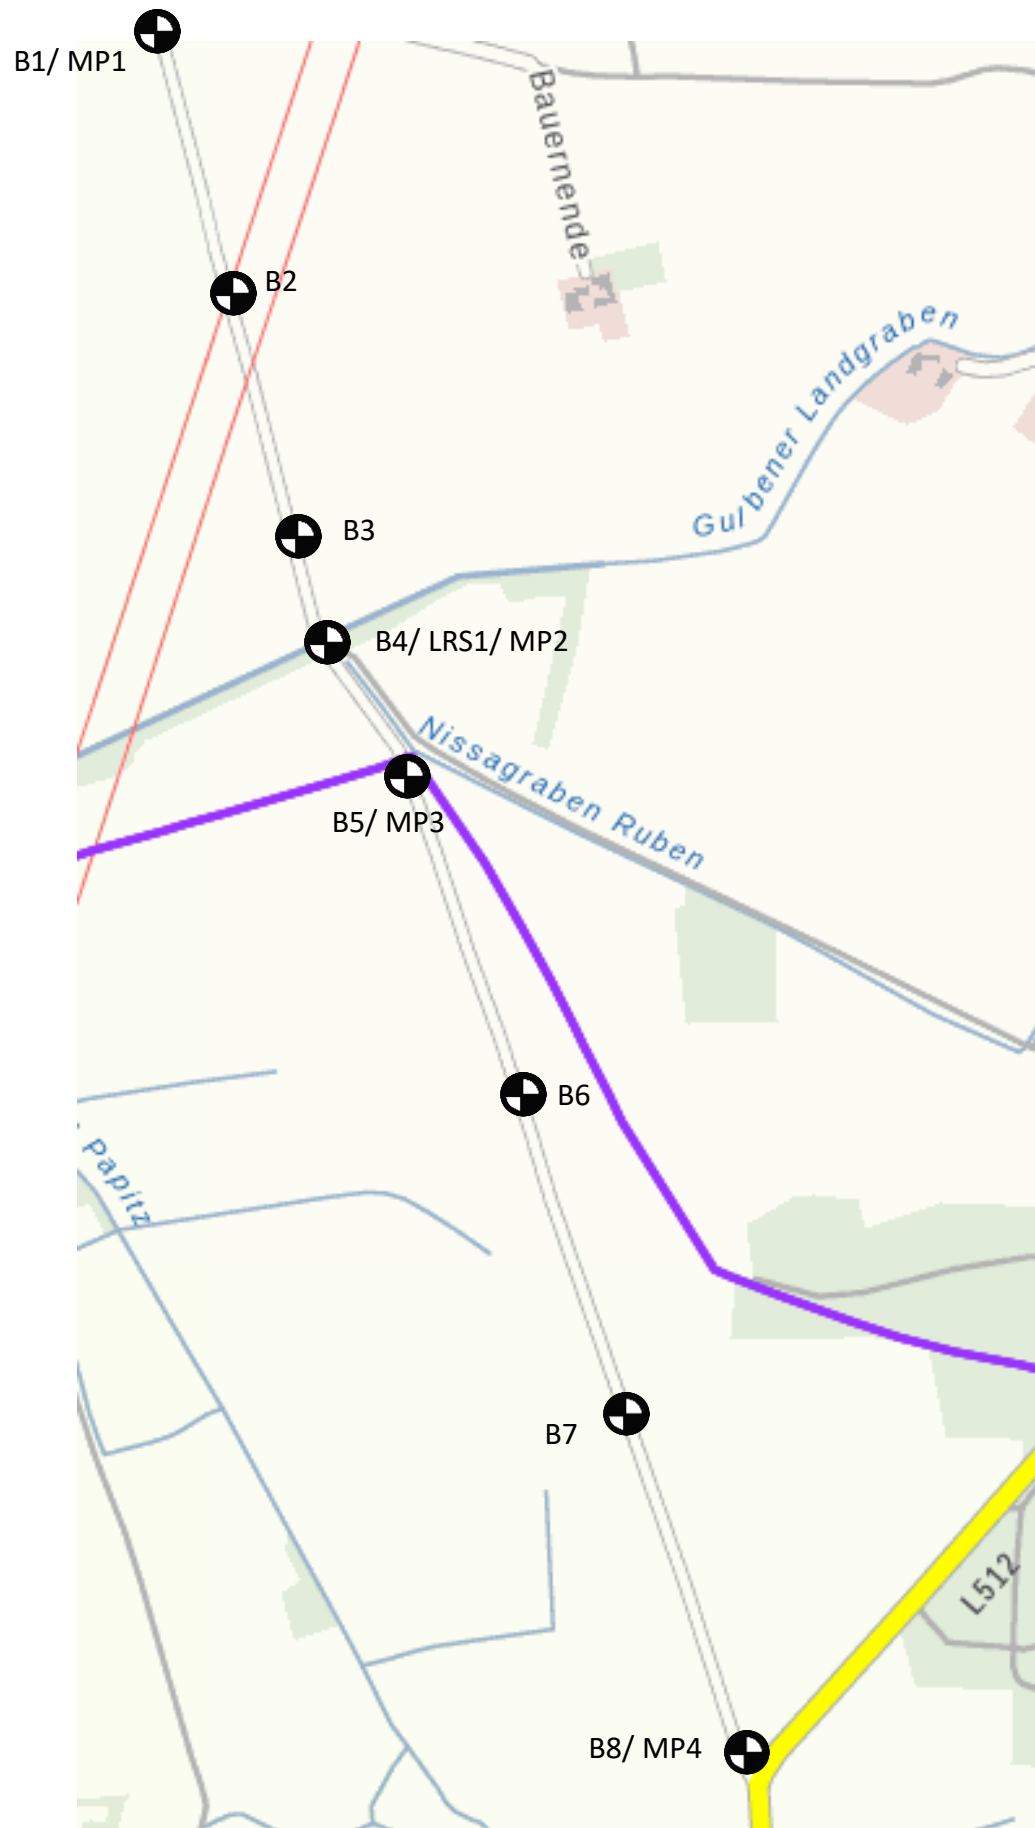 B1/ MP1
Bauernende
B2
Gulbener Landgraben
B3
B4/ LRS1/ MP2
Nissagraben Ruben
B5/ MP3
B6
Papitz
B7
L512
B8/ MP4